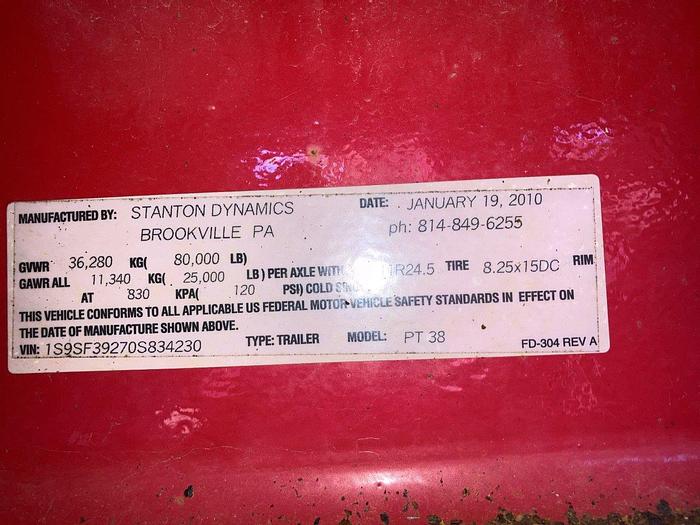 MANUFACTURED BY: STANTON DYNAMICS DATE: JANUARY 19, 2010
BROOKVILLE PA ph: 814-849-6255
GVWR 36,280 KG( 80,000 LB)
GAWR ALL 11,340 KG( 25,000 LB) PER AXLE WITH R24.5 TIRE 8.25x15DC RIM
AT 830 KPA( 120 PSI) COLD
THIS VEHICLE CONFORMS TO ALL APPLICABLE US FEDERAL MOTOR VEHICLE SAFETY STANDARDS IN EFFECT ON
THE DATE OF MANUFACTURE SHOWN ABOVE.
VIN: 1S9SF39270S834230 TYPE: TRAILER MODEL: PT 38 FD-304 REV A